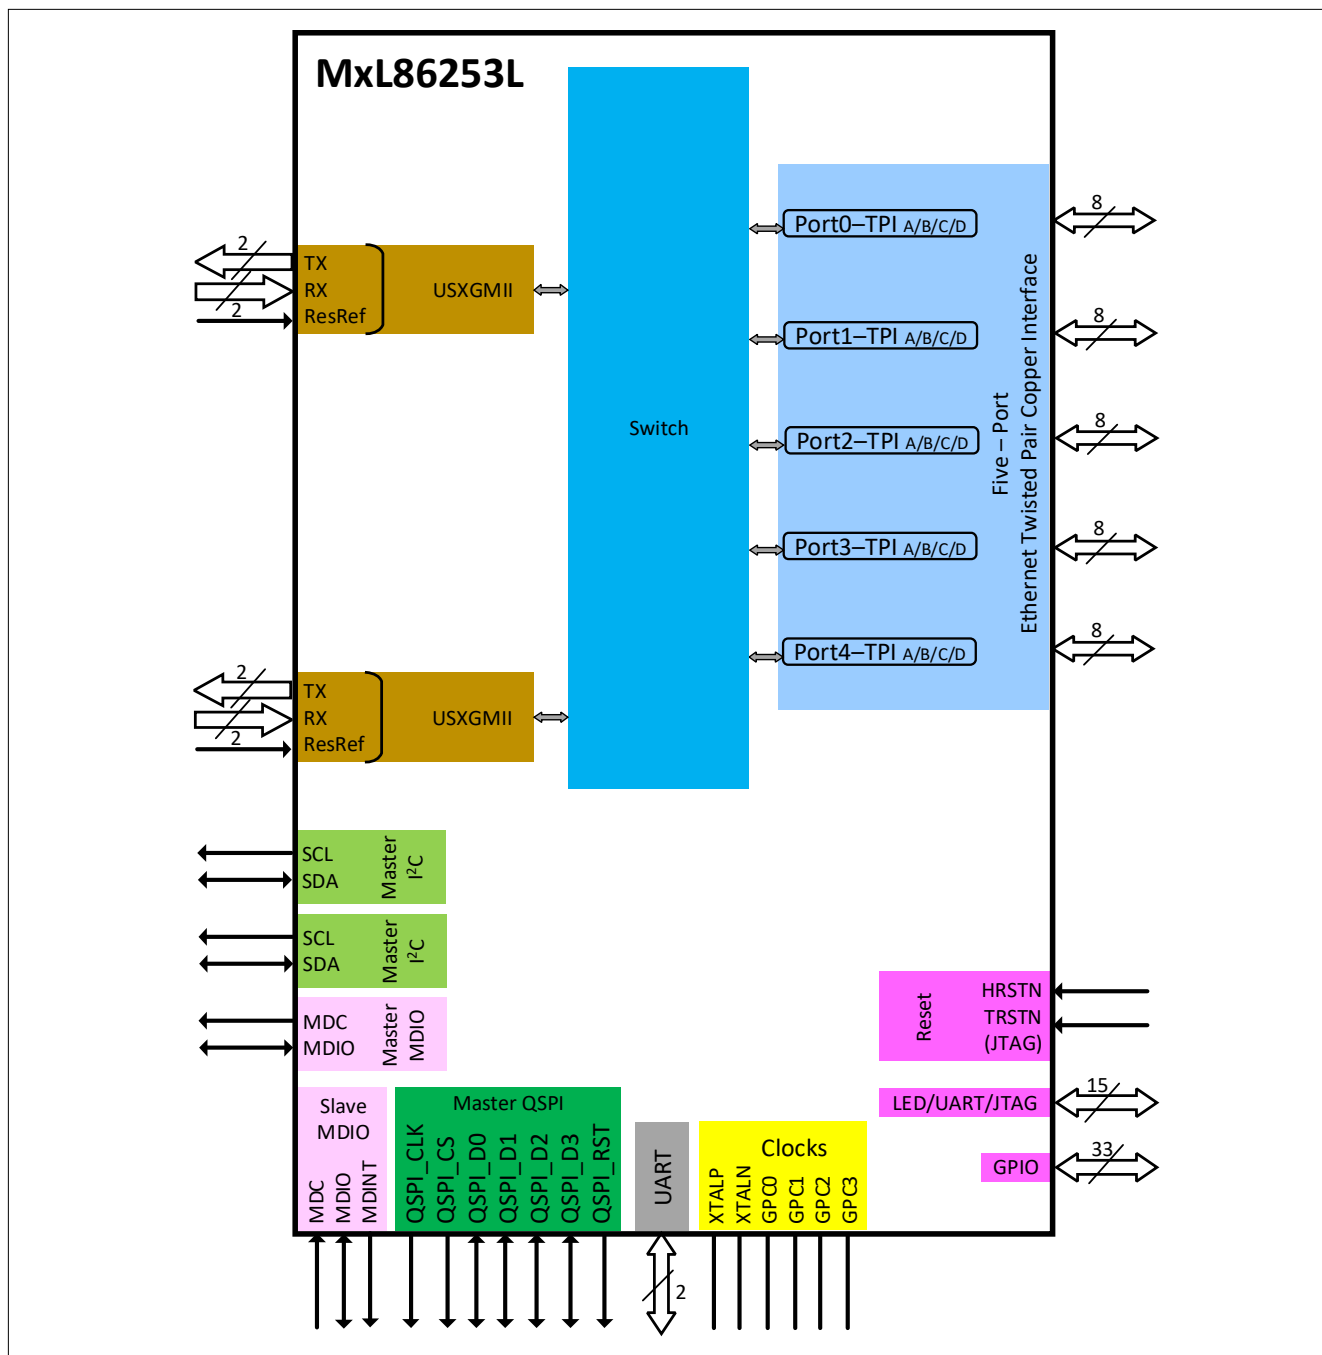 MxL86253L
2
TX
RX
ResRef
2
USXGMII
2
TX
RX
ResRef
2
USXGMII
Switch
Port0–TPI A/B/C/D
Port1–TPI A/B/C/D
Port2–TPI A/B/C/D
Port3–TPI A/B/C/D
Port4–TPI A/B/C/D
Five – Port
Ethernet Twisted Pair Copper Interface
8
8
8
8
8
SCL
SDA
Master
I²C
SCL
SDA
Master
I²C
MDC
MDIO
Master
MDIO
Reset
HRSTN
TRSTN
(JTAG)
LED/UART/JTAG
15
GPIO
33
Slave
MDIO
MDC
MDIO
MDINT
Master QSPI
QSPI_CLK
QSPI_CS
QSPI_D0
QSPI_D1
QSPI_D2
QSPI_D3
QSPI_RST
UART
2
Clocks
XTALP
XTALN
GPC0
GPC1
GPC2
GPC3